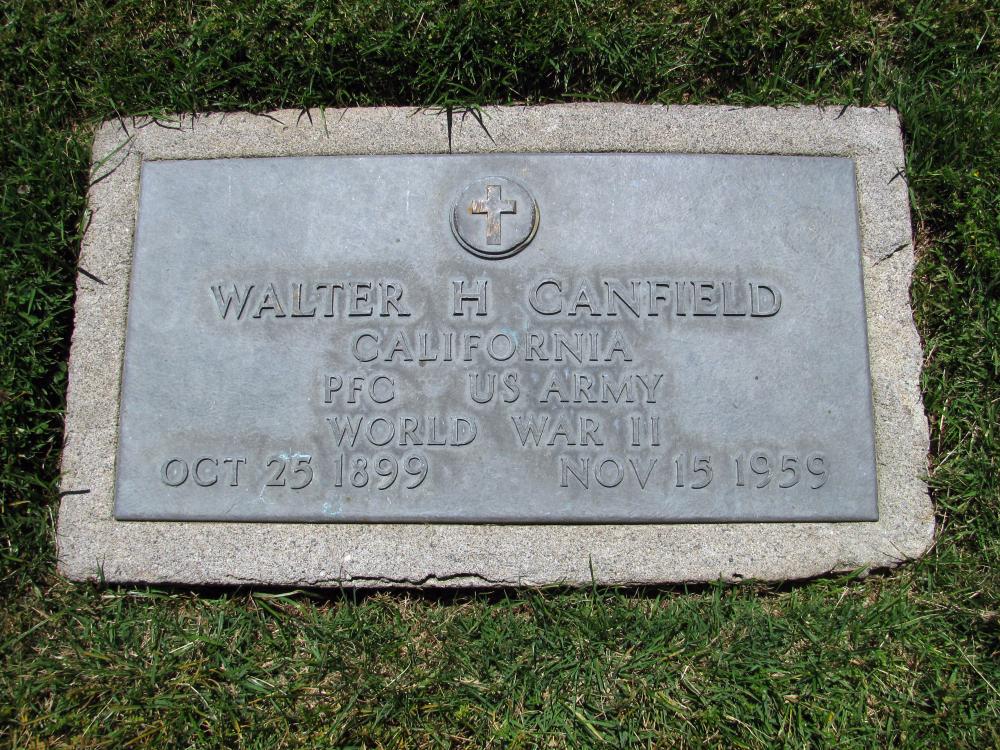 WALTER H CANFIELD
CALIFORNIA
PFC US ARMY
WORLD WAR II
OCT 25 1899 NOV 15 1959